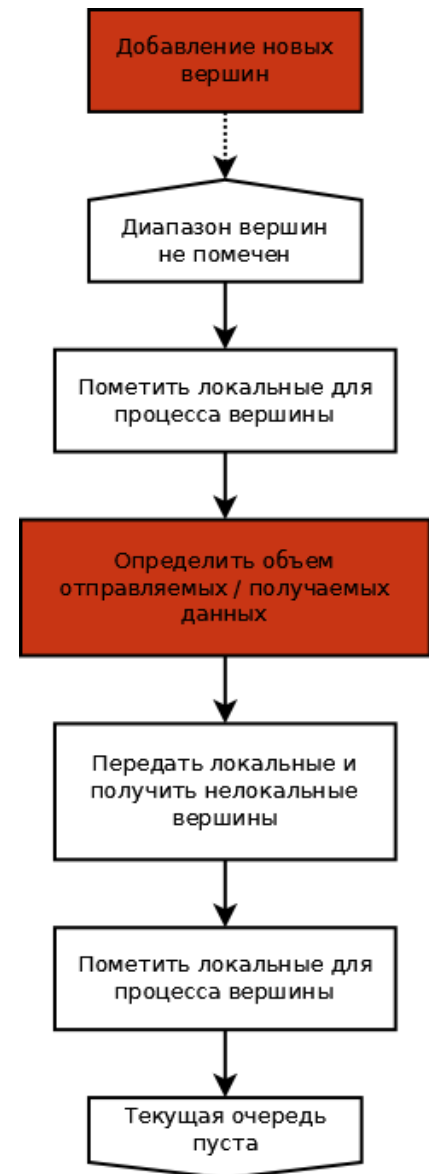 Добавление новых
вершин
Диапазон вершин
не помечен
Пометить локальные для
процесса вершины
Определить объем
отправляемых / получаемых
данных
Передать локальные и
получить нелокальные
вершины
Пометить локальные для
процесса вершины
Текущая очередь
пуста